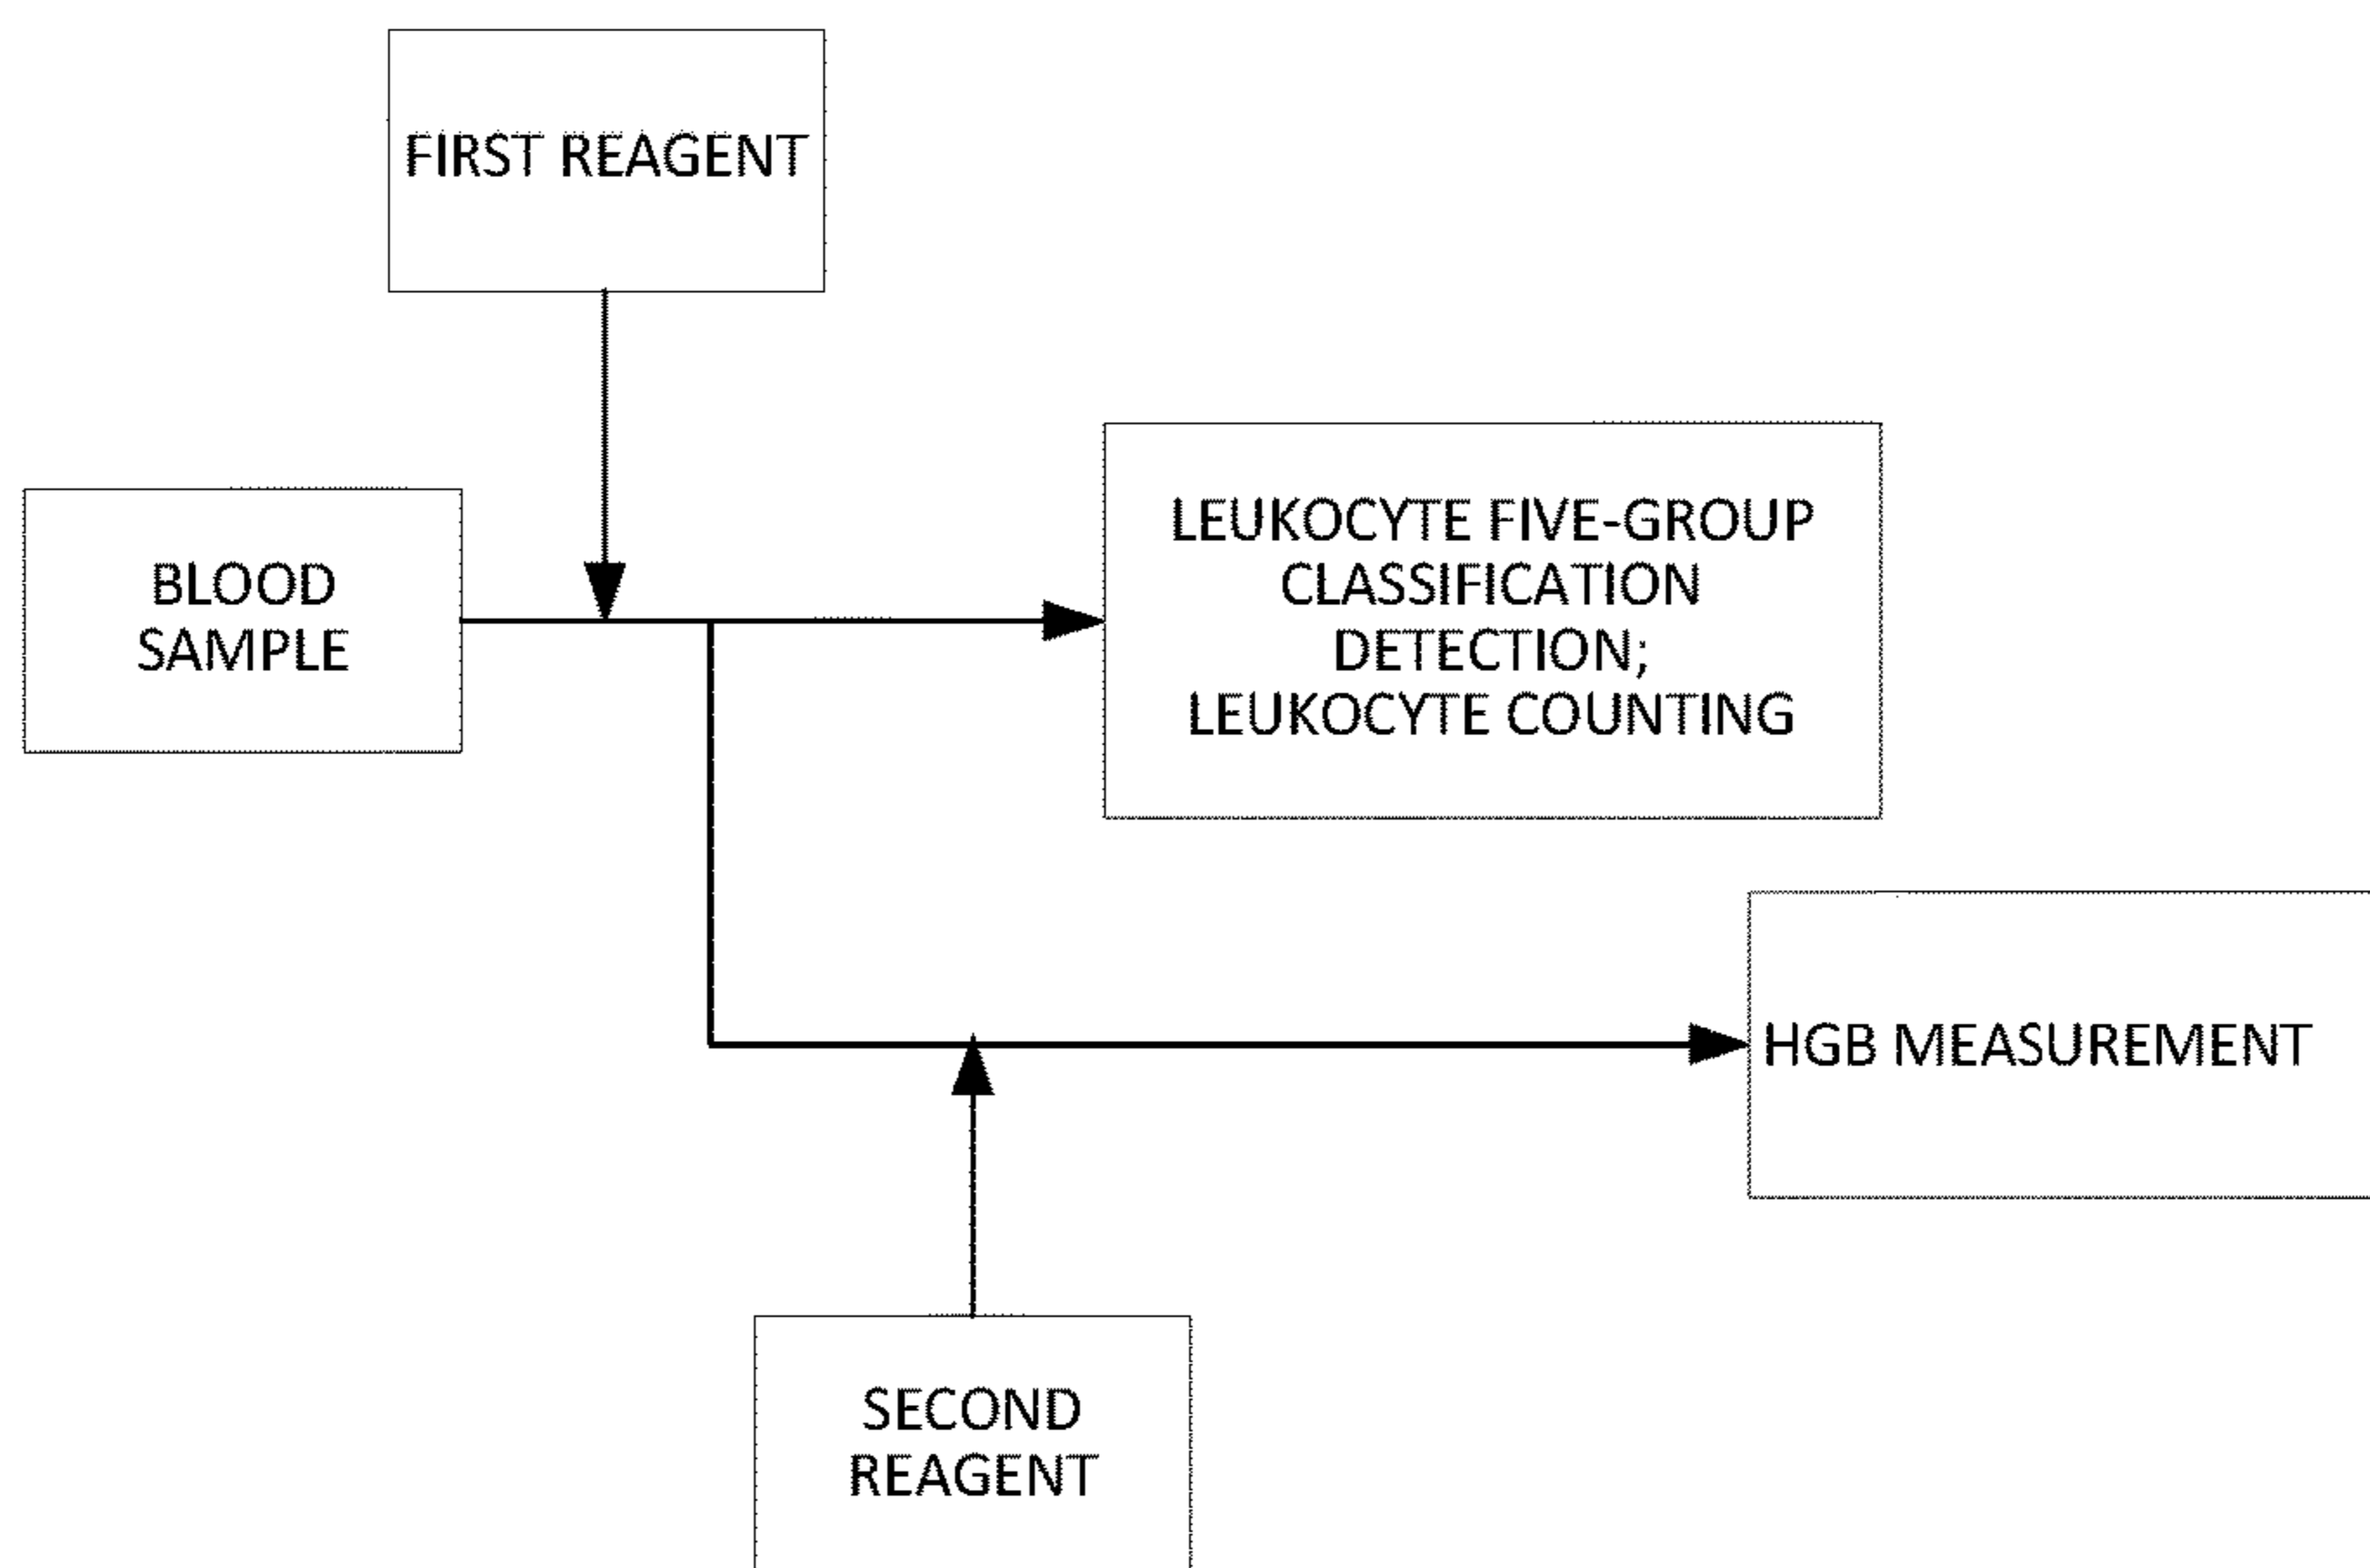 FIRST REAGENT
BLOOD
SAMPLE
LEUKOCYTE FIVE-GROUP
CLASSIFICATION
DETECTION;
LEUKOCYTE COUNTING
HGB MEASUREMENT
SECOND
REAGENT